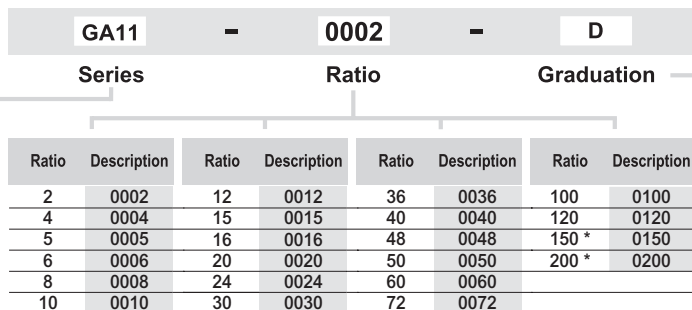 GA11 - 0002 - D
Series Ratio Graduation
Ratio Description Ratio Description Ratio Description Ratio Description
2 0002 12 0012 36 0036 100 0100
4 0004 15 0015 40 0040 120 0120
5 0005 16 0016 48 0048 150 * 0150
6 0006 20 0020 50 0050 200 * 0200
8 0008 24 0024 60 0060
10 0010 30 0030 72 0072